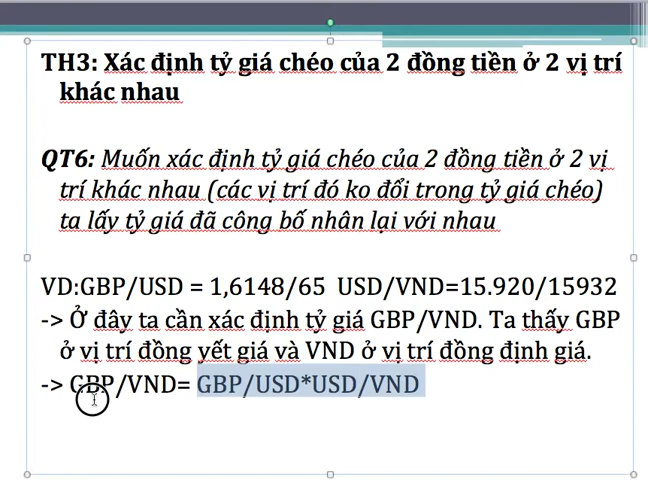 TH3: Xác định tỷ giá chéo của 2 đồng tiền ở 2 vị trí
khác nhau
QT6: Muốn xác định tỷ giá chéo của 2 đồng tiền ở 2 vị
trí khác nhau (các vị trí đó ko đổi trong tỷ giá chéo)
ta lấy tỷ giá đã công bố nhân lại với nhau
VD:GBP/USD = 1,6148/65 USD/VND=15.920/15932
-> Ở đây ta cần xác định tỷ giá GBP/VND. Ta thấy GBP
ở vị trí đồng yết giá và VND ở vị trí đồng định giá.
-> GBP/VND= GBP/USD*USD/VND